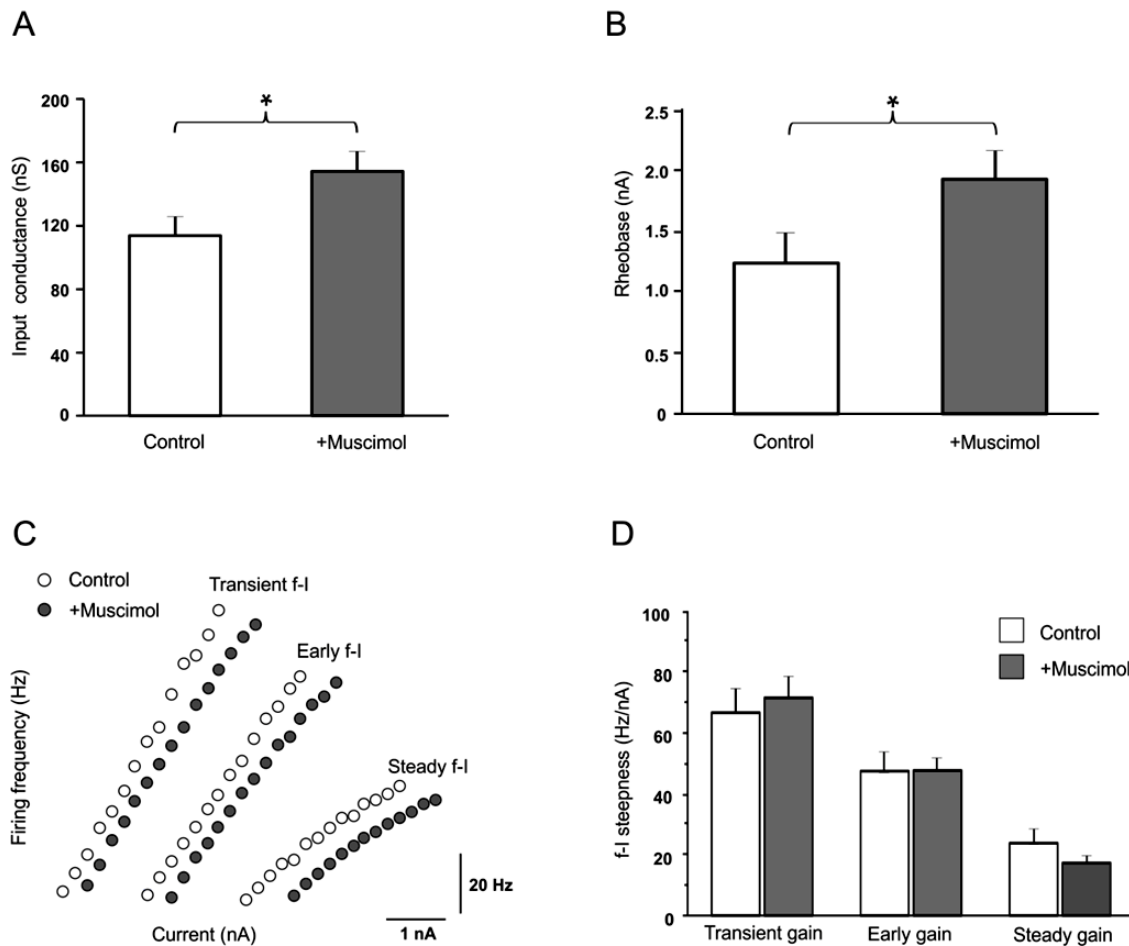 A
Input conductance (nS)
200
160
120
80
40
0
*
Control
+Muscimol
B
Rheobase (nA)
2.5
2.0
1.5
1.0
0.5
0
*
Control
+Muscimol
C
Control
+Muscimol
Transient f-I
Early f-I
Steady f-I
Firing frequency (Hz)
Current (nA)
20 Hz
1 nA
D
f-I steepness (Hz/nA)
100
80
60
40
20
0
Control
+Muscimol
Transient gain
Early gain
Steady gain